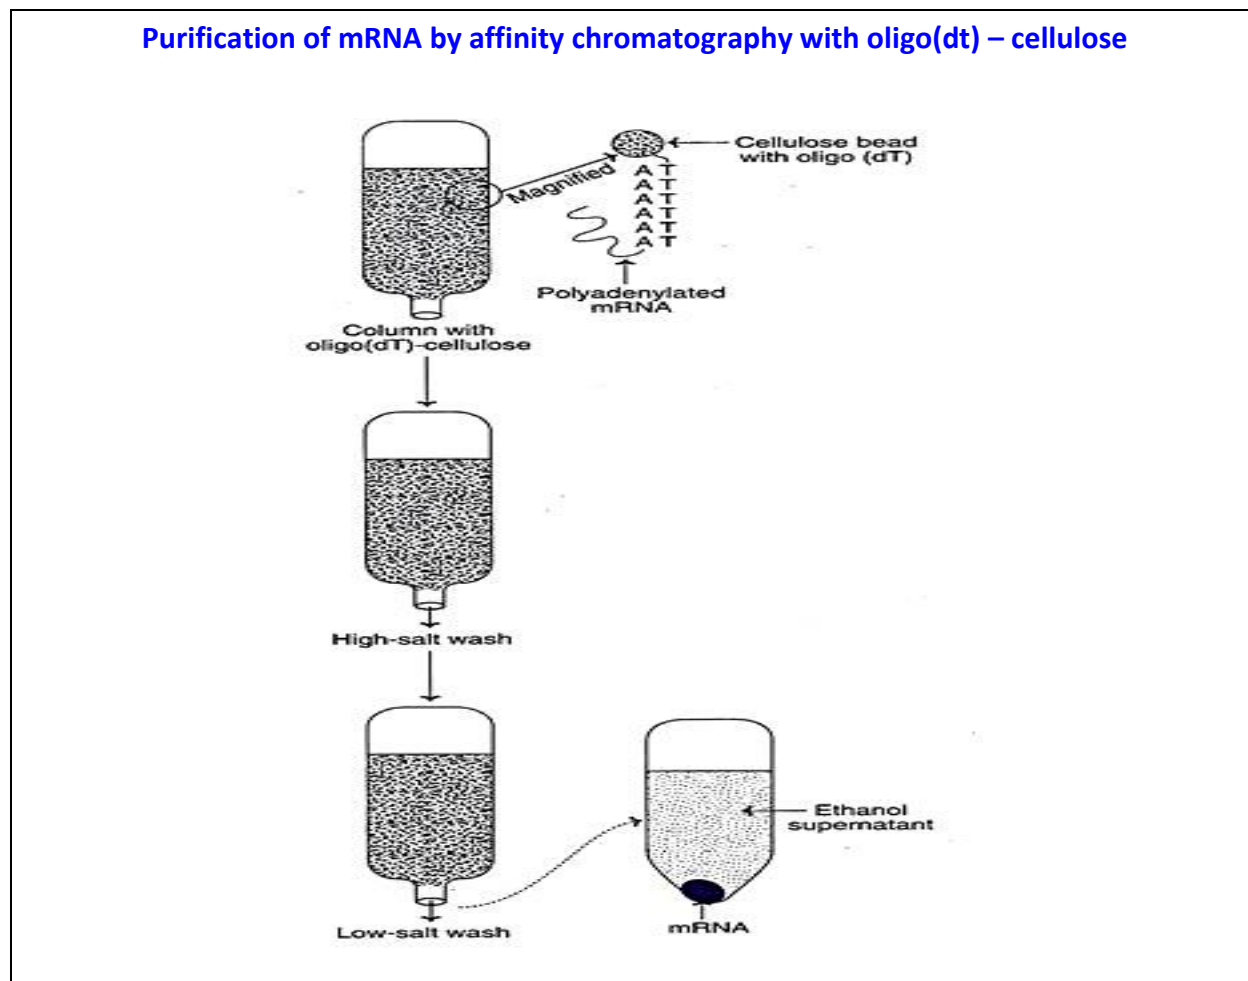 Purification of mRNA by affinity chromatography with oligo(dt) – cellulose
Cellulose bead
with oligo (dT)
Magnified
A T
A T
A T
A T
A T
A T
Polyadenylated
mRNA
Column with
oligo(dT)-cellulose
High-salt wash
Ethanol
supernatant
mRNA
Low-salt wash